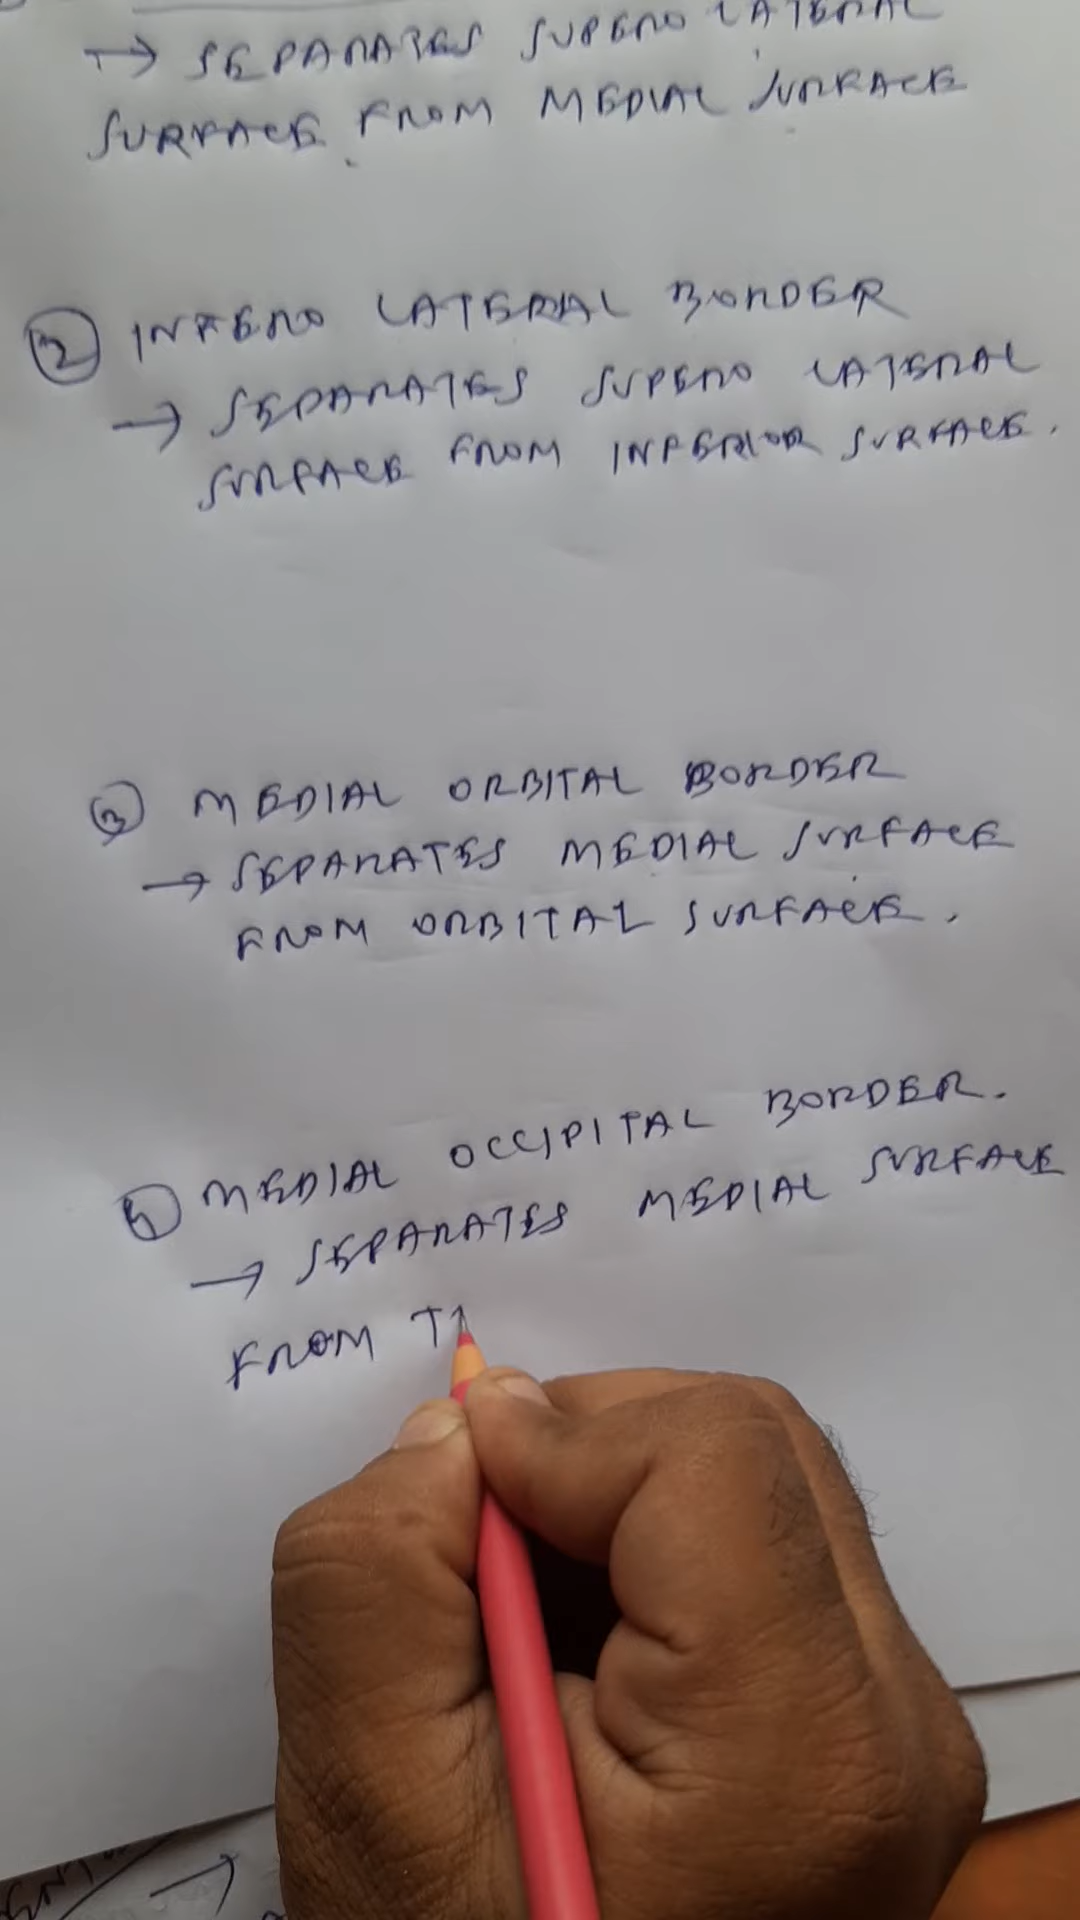 → SEPARATES SUPERO LATERAL
SURFACE FROM MEDIAL SURFACE
② INFERO LATERAL BORDER
→ SEPARATES SUPERO LATERAL
SURFACE FROM INFERIOR SURFACE.
③ MEDIAL ORBITAL BORDER
→ SEPARATES MEDIAL SURFACE
FROM ORBITAL SURFACE.
MEDIAL OCCIPITAL BORDER.
→ SEPARATES MEDIAL SURFACE
FROM
→